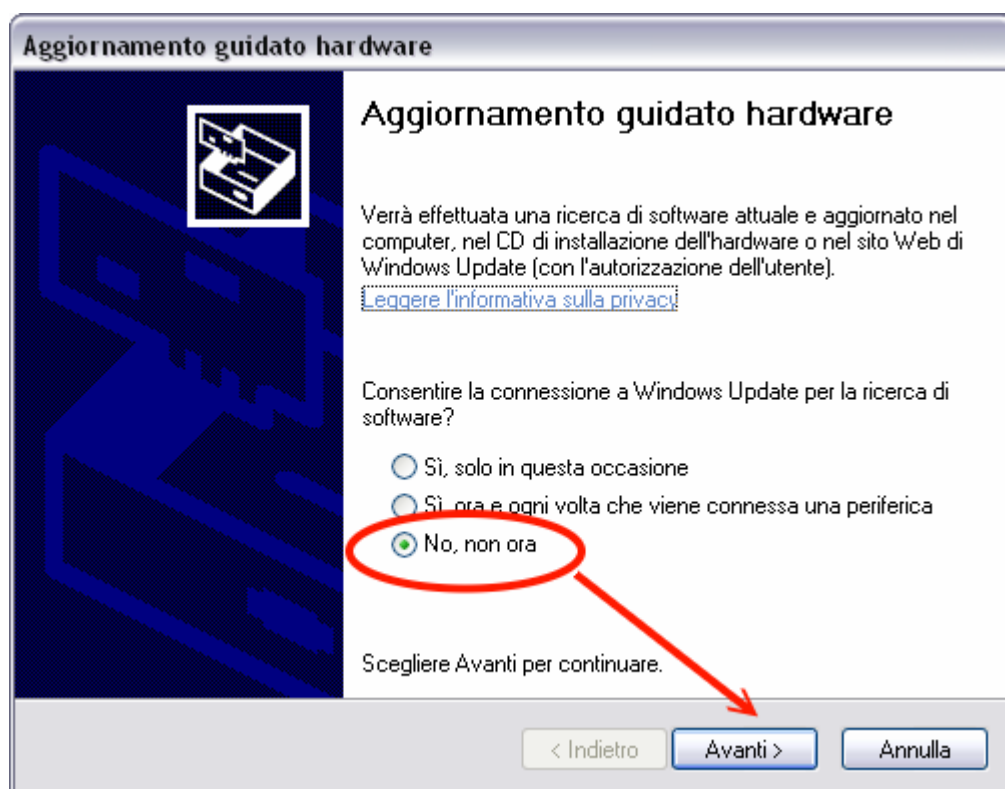 Aggiornamento guidato hardware
Aggiornamento guidato hardware
Verrà effettuata una ricerca di software attuale e aggiornato nel
computer, nel CD di installazione dell'hardware o nel sito Web di
Windows Update (con l'autorizzazione dell'utente).
Leggere l'informativa sulla privacy
Consentire la connessione a Windows Update per la ricerca di
software?
Sì, solo in questa occasione
Sì, ora e ogni volta che viene connessa una periferica
No, non ora
Scegliere Avanti per continuare.
< Indietro Avanti > Annulla